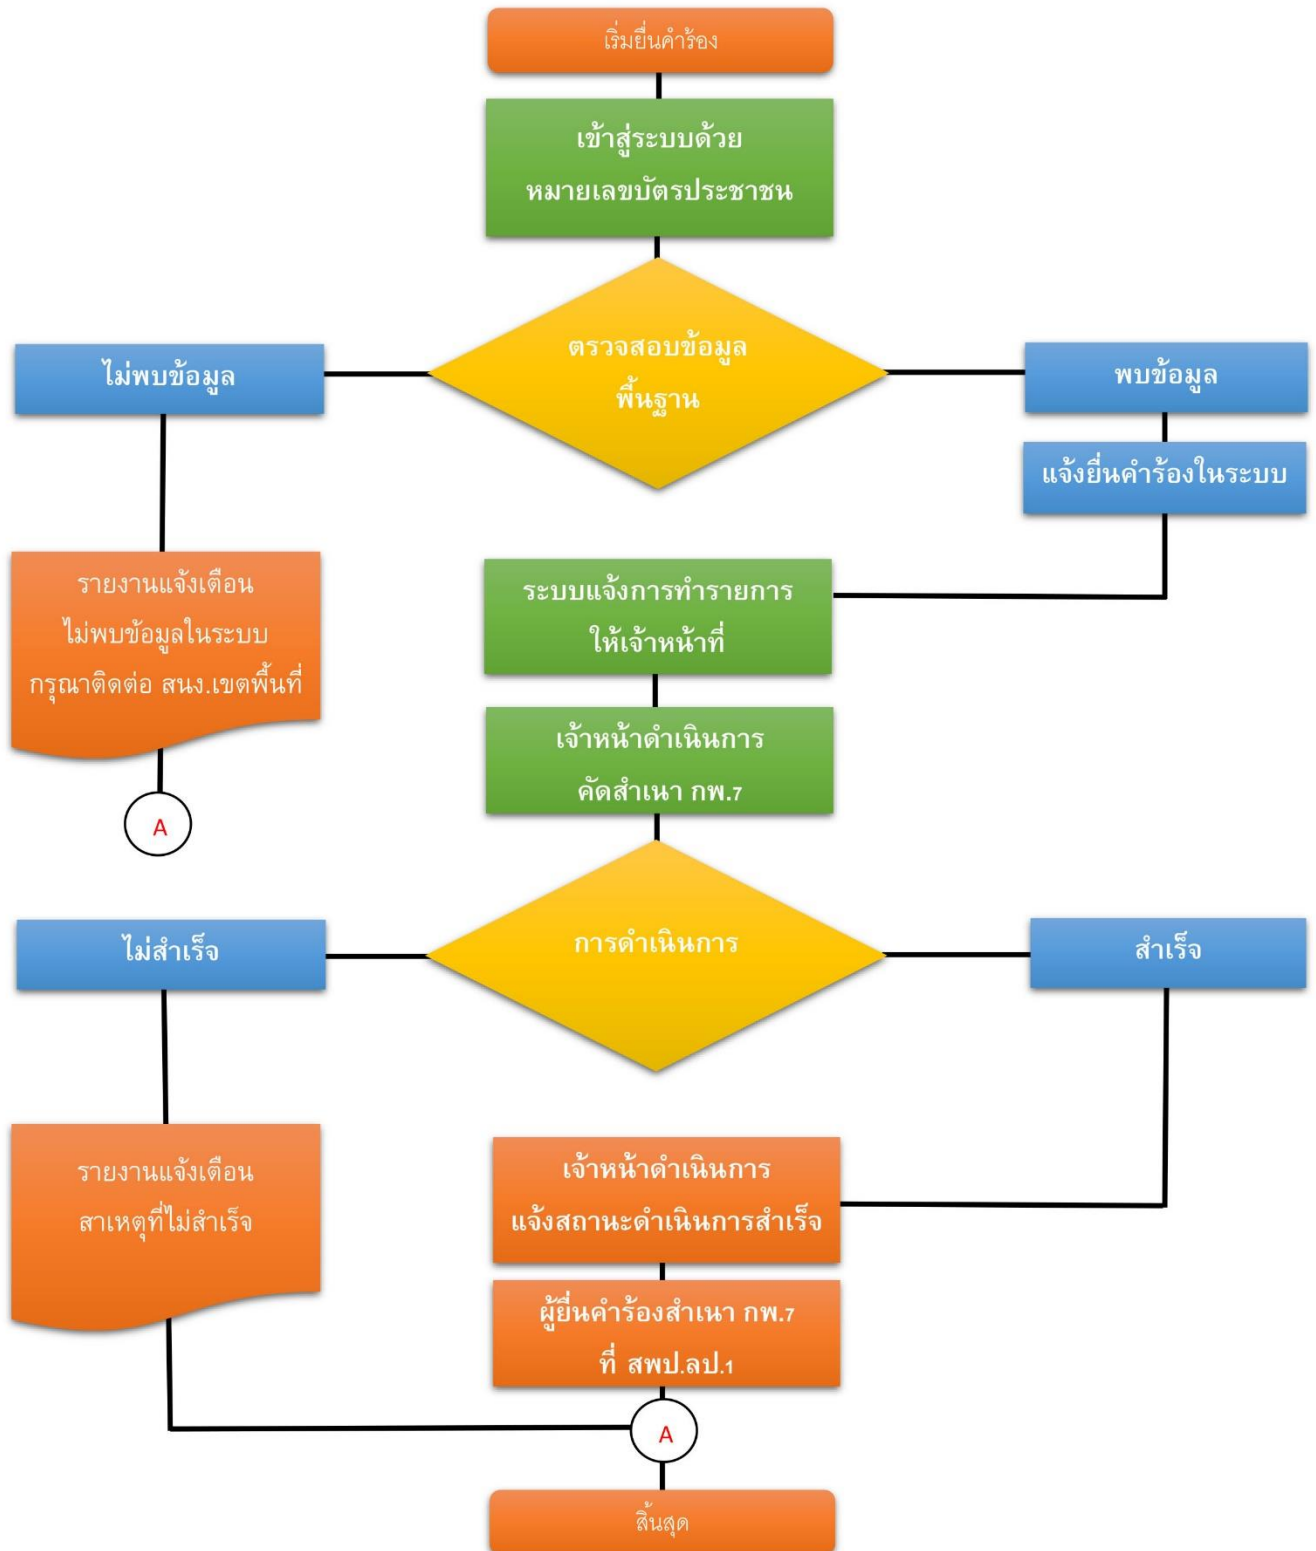 เริ่มยื่นคำร้อง
เข้าสู่ระบบด้วย
หมายเลขบัตรประชาชน
ตรวจสอบข้อมูล
พื้นฐาน
ไม่พบข้อมูล
พบข้อมูล
แจ้งยื่นคำร้องในระบบ
รายงานแจ้งเตือน
ไม่พบข้อมูลในระบบ
กรุณาติดต่อ สนง.เขตพื้นที่
A
ระบบแจ้งการทำรายการ
ให้เจ้าหน้าที่
เจ้าหน้าดำเนินการ
คัดสำเนา กพ.7
การดำเนินการ
ไม่สำเร็จ
สำเร็จ
รายงานแจ้งเตือน
สาเหตุที่ไม่สำเร็จ
เจ้าหน้าดำเนินการ
แจ้งสถานะดำเนินการสำเร็จ
ผู้ยื่นคำร้องสำเนา กพ.7
ที่ สพป.ลป.1
A
สิ้นสุด